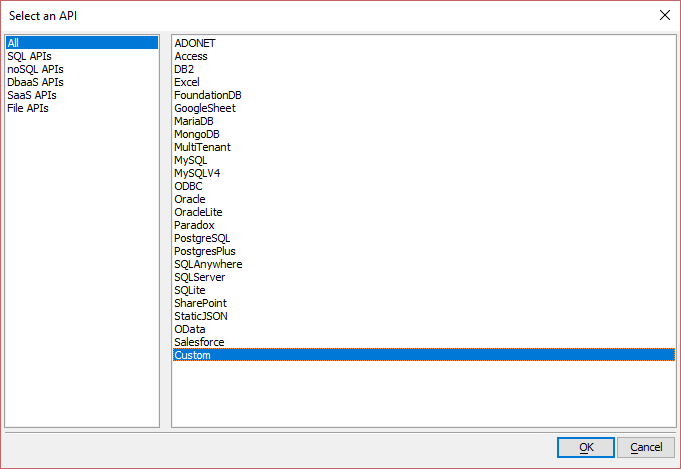 Select an API
All
SQL APIs
noSQL APIs
DbaaS APIs
SaaS APIs
File APIs
ADONET
Access
DB2
Excel
FoundationDB
GoogleSheet
MariaDB
MongoDB
MultiTenant
MySQL
MySQLV4
ODBC
Oracle
OracleLite
Paradox
PostgreSQL
PostgresPlus
SQLAnywhere
SQLServer
SQLite
SharePoint
StaticJSON
OData
Salesforce
Custom
OK
Cancel